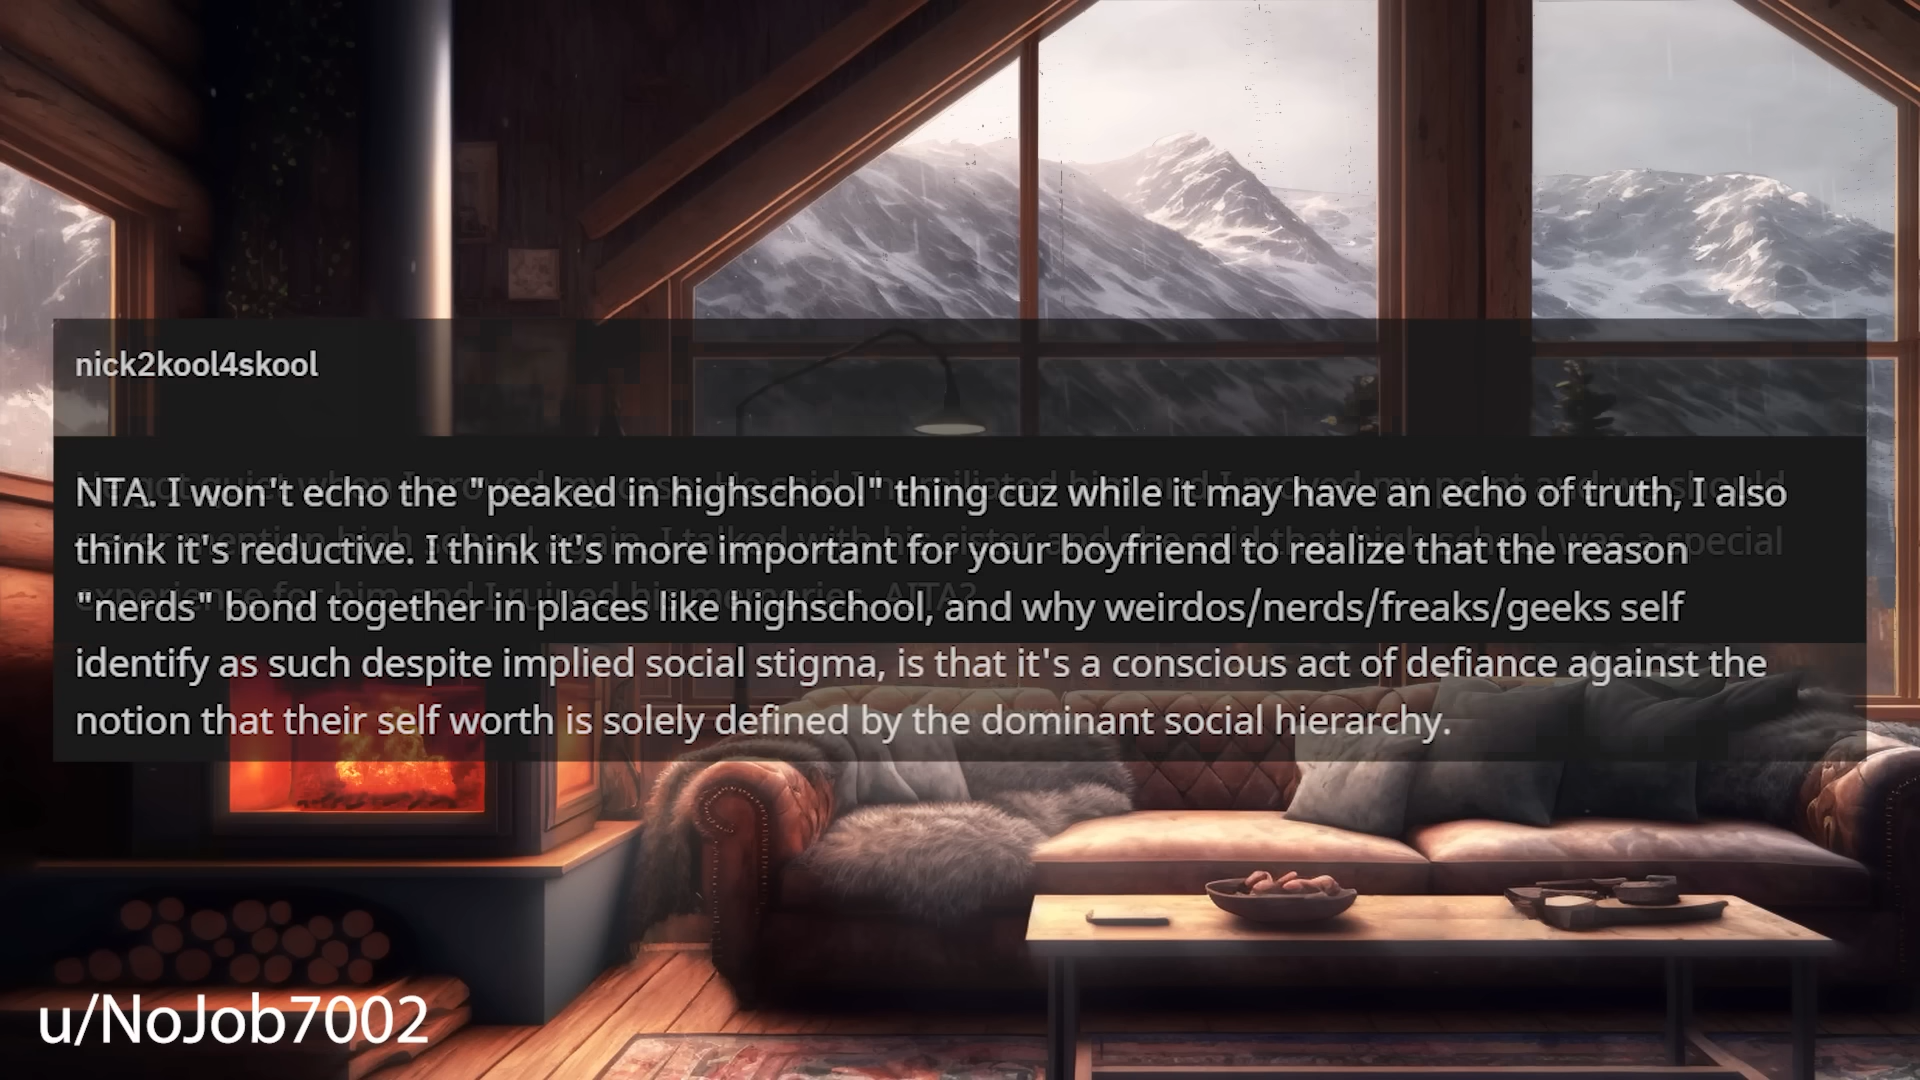 nick2kool4skool
NTA. I won't echo the "peaked in highschool" thing cuz while it may have an echo of truth, I also
think it's reductive. I think it's more important for your boyfriend to realize that the reason
"nerds" bond together in places like highschool, and why weirdos/nerds/freaks/geeks self
identify as such despite implied social stigma, is that it's a conscious act of defiance against the
notion that their self worth is solely defined by the dominant social hierarchy.
u/NoJob7002